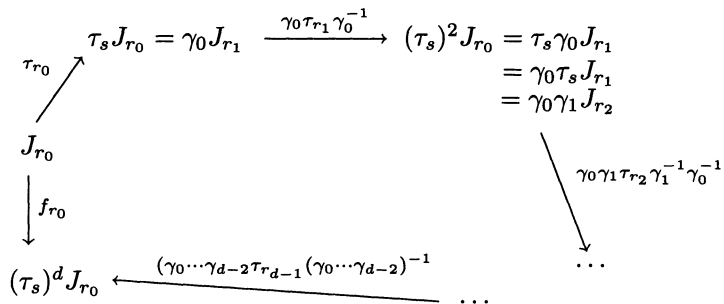 τ_s J_{r_0} = γ_0 J_{r_1}
γ_0 τ_{r_1} γ_0^{-1}
(τ_s)^2 J_{r_0} = τ_s γ_0 J_{r_1}
= γ_0 τ_s J_{r_1}
= γ_0 γ_1 J_{r_2}
τ_{r_0}
J_{r_0}
γ_0 γ_1 τ_{r_2} γ_1^{-1} γ_0^{-1}
f_{r_0}
(τ_s)^d J_{r_0}
(γ_0 ⋯ γ_{d-2} τ_{r_{d-1}} (γ_0 ⋯ γ_{d-2})^{-1}
⋯
⋯